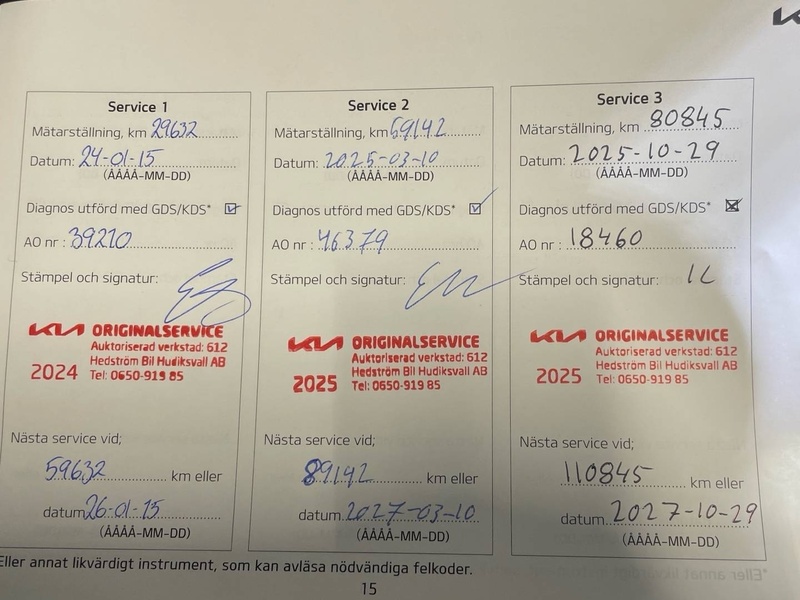 Service 1
Mätarställning, km 29632
Datum: 24-01-15
(ÅÅÅÅ-MM-DD)
Diagnos utförd med GDS/KDS*
AO nr : 39210
Stämpel och signatur:
KIA ORIGINALSERVICE
Auktoriserad verkstad: 612
Hedström Bil Hudiksvall AB
2024 Tel: 0650-919 85
Nästa service vid;
59632 km eller
datum 26-01-15
(ÅÅÅÅ-MM-DD)
Service 2
Mätarställning, km 59142
Datum: 2025-03-10
(ÅÅÅÅ-MM-DD)
Diagnos utförd med GDS/KDS*
AO nr : 46379
Stämpel och signatur:
KIA ORIGINALSERVICE
Auktoriserad verkstad: 612
Hedström Bil Hudiksvall AB
2025 Tel: 0650-919 85
Nästa service vid;
89142 km eller
datum 2027-03-10
(ÅÅÅÅ-MM-DD)
Service 3
Mätarställning, km 80845
Datum: 2025-10-29
(ÅÅÅÅ-MM-DD)
Diagnos utförd med GDS/KDS*
AO nr : 18460
Stämpel och signatur: IL
KIA ORIGINALSERVICE
Auktoriserad verkstad: 612
Hedström Bil Hudiksvall AB
2025 Tel: 0650-919 85
Nästa service vid;
110845 km eller
datum 2027-10-29
(ÅÅÅÅ-MM-DD)
Eller annat likvärdigt instrument, som kan avläsa nödvändiga felkoder.
15